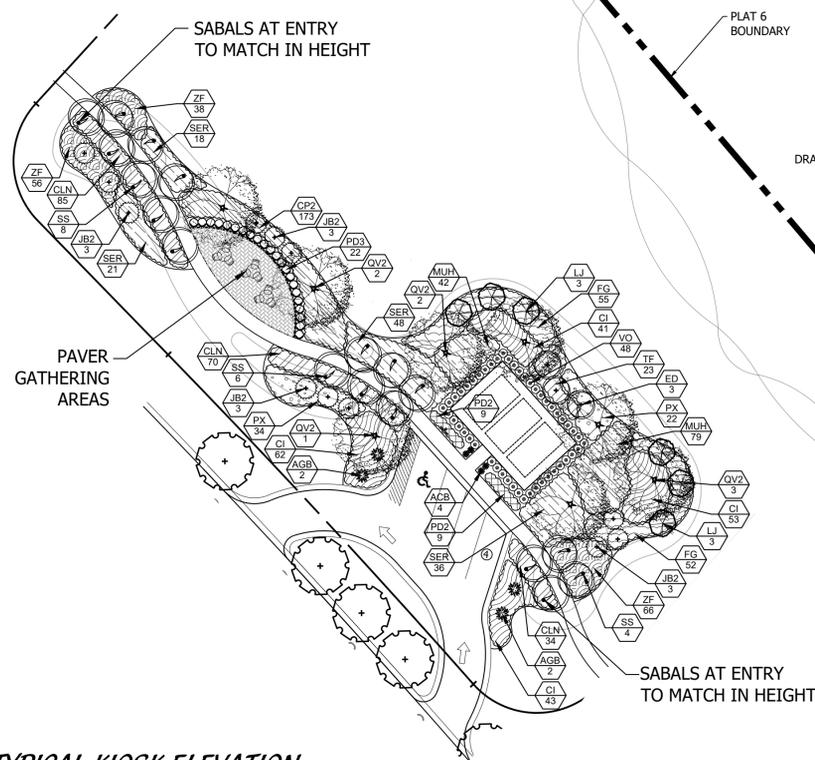 SABALS AT ENTRY
TO MATCH IN HEIGHT
PLAT 6
BOUNDARY
DRA
ZF
38
SER
18
ZF
56
CLN
85
SS
8
JB2
3
SER
21
CP2
173
JB2
3
PD3
22
QV2
2
PAVER
GATHERING
AREAS
SER
48
QV2
2
MUH
42
LJ
3
FG
55
CI
41
VO
48
TF
23
ED
3
PX
22
MUH
79
CLN
70
SS
6
JB2
3
PX
34
QV2
1
CI
62
AGB
2
PD2
9
ACB
4
PD2
9
SER
36
4
QV2
3
CI
53
LJ
3
FG
52
JB2
3
ZF
66
SS
4
CLN
34
AGB
2
CI
43
SABALS AT ENTRY
TO MATCH IN HEIGHT
TYPICAL KIOSK ELEVATION